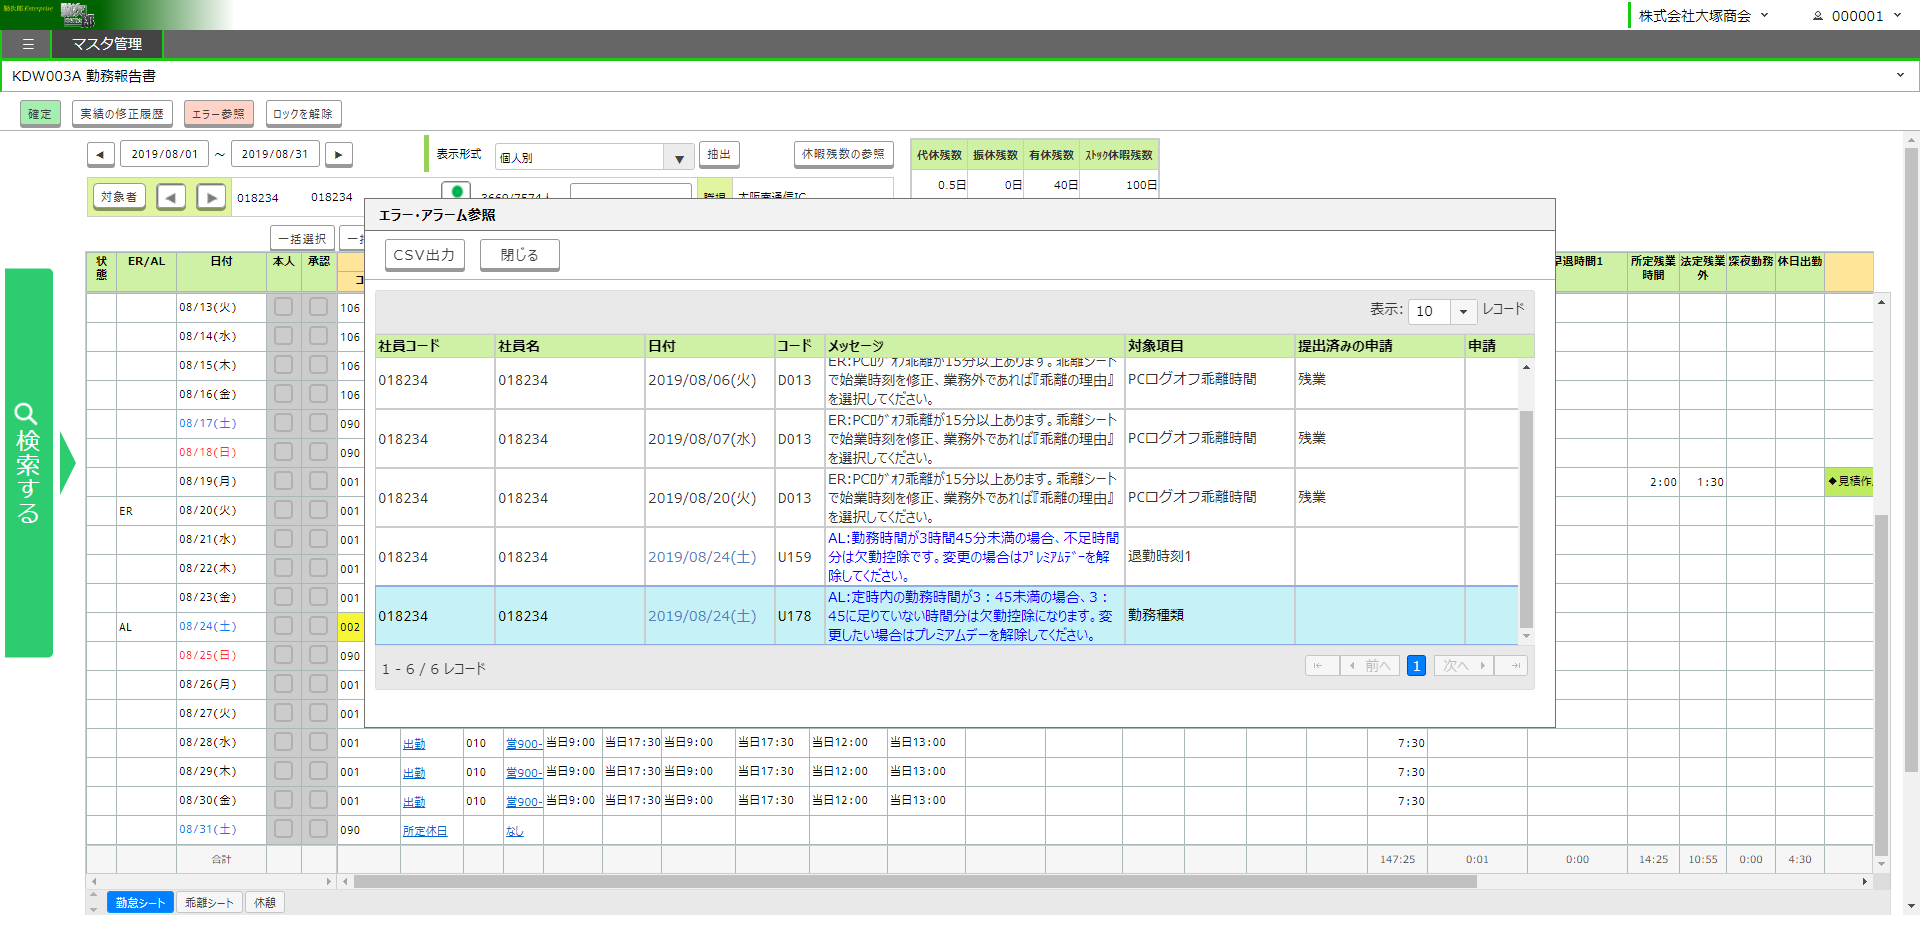 勤次郎Enterprise
株式会社大塚商会
000001
マスタ管理
KDW003A 勤務報告書
確定 実績の修正履歴 エラー参照 ロックを解除
◀ 2019/08/01 ～ 2019/08/31 ▶ 表示形式 個人別 ▼ 抽出 休暇残数の参照
代休残数 振休残数 有休残数 ｽﾄｯｸ休暇残数
0.5日 0日 40日 100日
対象者 ◀ ▶ 018234 018234
一括選択
エラー・アラーム参照
CSV出力 閉じる
表示: 10 レコード
社員コード 社員名 日付 コード メッセージ 対象項目 提出済みの申請 申請
018234 018234 2019/08/06(火) D013 ER:PCﾛｸﾞｵﾌ乖離が15分以上あります。乖離シート
で始業時刻を修正、業務外であれば『乖離の理由』
を選択してください。 PCログオフ乖離時間 残業
018234 018234 2019/08/07(水) D013 ER:PCﾛｸﾞｵﾌ乖離が15分以上あります。乖離シート
で始業時刻を修正、業務外であれば『乖離の理由』
を選択してください。 PCログオフ乖離時間 残業
018234 018234 2019/08/20(火) D013 ER:PCﾛｸﾞｵﾌ乖離が15分以上あります。乖離シート
で始業時刻を修正、業務外であれば『乖離の理由』
を選択してください。 PCログオフ乖離時間 残業
018234 018234 2019/08/24(土) U159 AL:勤務時間が3時間45分未満の場合、不足時間
分は欠勤控除です。変更の場合はﾌﾟﾚﾐｱﾑﾃﾞｰを解
除してください。 退勤時刻1
018234 018234 2019/08/24(土) U178 AL:定時内の勤務時間が3：45未満の場合、3：
45に足りていない時間分は欠勤控除になります。変
更したい場合はプレミアムデーを解除してください。 勤務種類
1 - 6 / 6 レコード
前へ 1 次へ
検索する
状態 ER/AL 日付 本人 承認
早退時間1 所定残業時間 法定残業外 深夜勤務 休日出勤
08/13(火) 106
08/14(水) 106
08/15(木) 106
08/16(金) 106
08/17(土) 090
08/18(日) 090
08/19(月) 001 2:00 1:30 ◆見積作
ER 08/20(火) 001
08/21(水) 001
08/22(木) 001
08/23(金) 001
AL 08/24(土) 002
08/25(日) 090
08/26(月) 001
08/27(火) 001
08/28(水) 001 出勤 010 営900- 当日9:00 当日17:30 当日9:00 当日17:30 当日12:00 当日13:00 7:30
08/29(木) 001 出勤 010 営900- 当日9:00 当日17:30 当日9:00 当日17:30 当日12:00 当日13:00 7:30
08/30(金) 001 出勤 010 営900- 当日9:00 当日17:30 当日9:00 当日17:30 当日12:00 当日13:00 7:30
08/31(土) 090 所定休日 なし
合計 147:25 0:01 0:00 14:25 10:55 0:00 4:30
勤怠シート 乖離シート 休憩